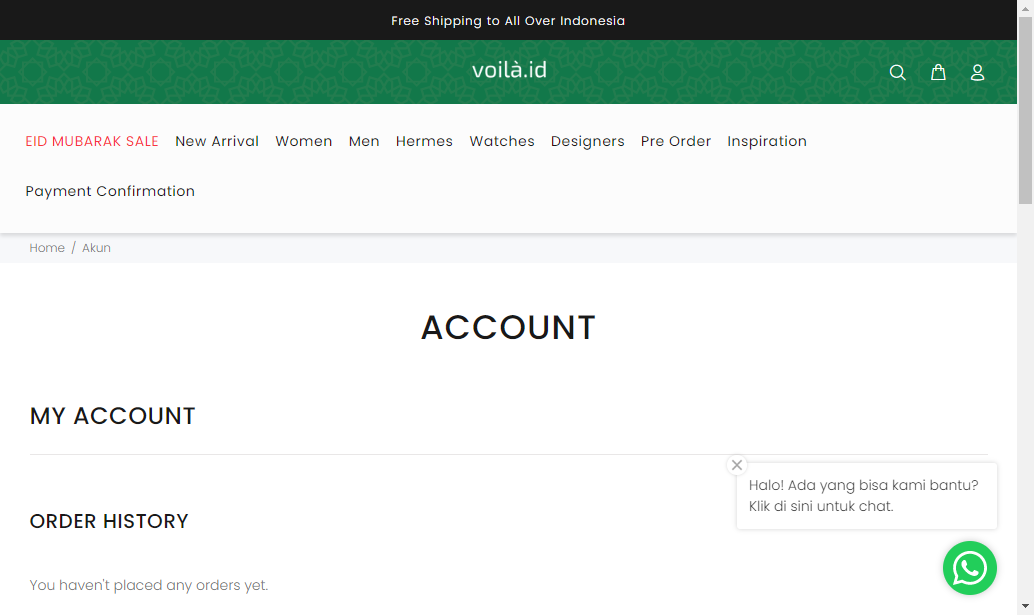 Free Shipping to All Over Indonesia
voilà.id
EID MUBARAK SALE New Arrival Women Men Hermes Watches Designers Pre Order Inspiration
Payment Confirmation
Home / Akun
ACCOUNT
MY ACCOUNT
Halo! Ada yang bisa kami bantu?
Klik di sini untuk chat.
ORDER HISTORY
You haven't placed any orders yet.